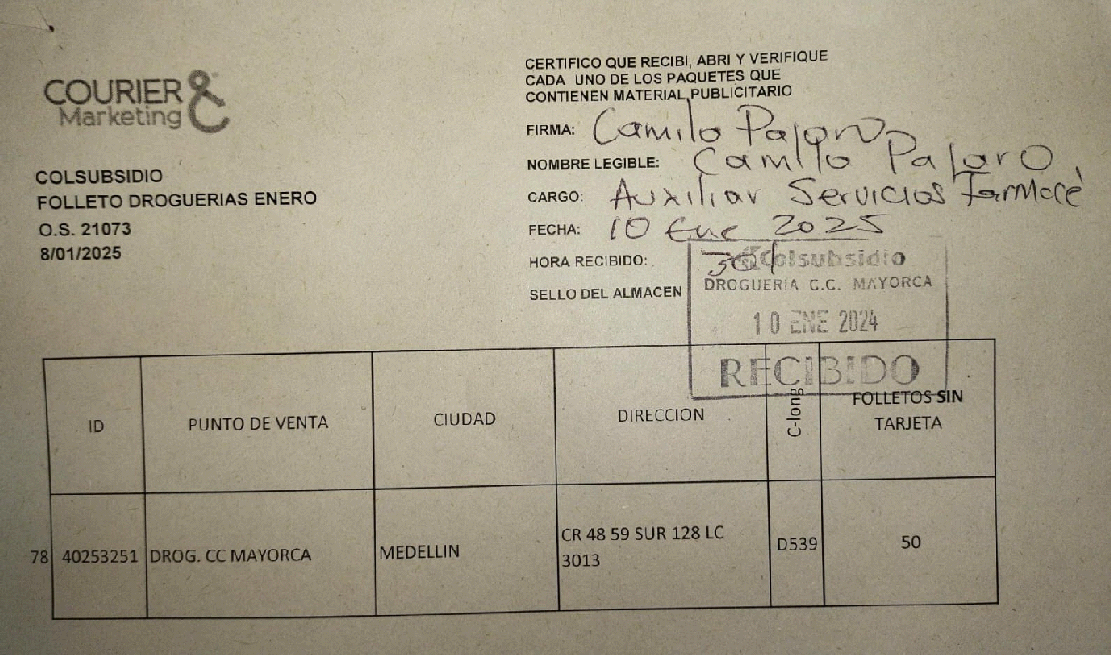 COURIER &
Marketing
COLSUBSIDIO
FOLLETO DROGUERIAS ENERO
O.S. 21073
8/01/2025
CERTIFICO QUE RECIBI, ABRI Y VERIFIQUE
CADA UNO DE LOS PAQUETES QUE
CONTIENEN MATERIAL PUBLICITARIO
FIRMA: Camilo Pajaro
NOMBRE LEGIBLE: Camilo Pajaro
CARGO: Auxiliar Servicios Farmacé
FECHA: 10 Ene 2025
HORA RECIBIDO:
SELLO DEL ALMACEN
Colsubsidio
DROGUERIA C.C. MAYORCA
10 ENE 2024
RECIBIDO
ID PUNTO DE VENTA CIUDAD DIRECCION C-long FOLLETOS SIN
TARJETA
78 40253251 DROG. CC MAYORCA MEDELLIN CR 48 59 SUR 128 LC
3013 D539 50